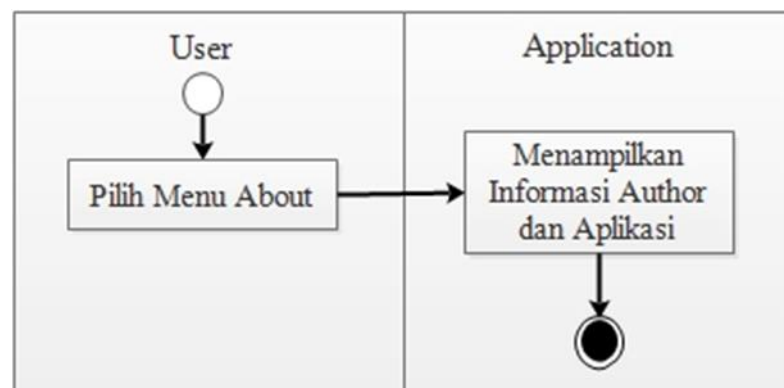 User
Application
Pilih Menu About
Menampilkan
Informasi Author
dan Aplikasi